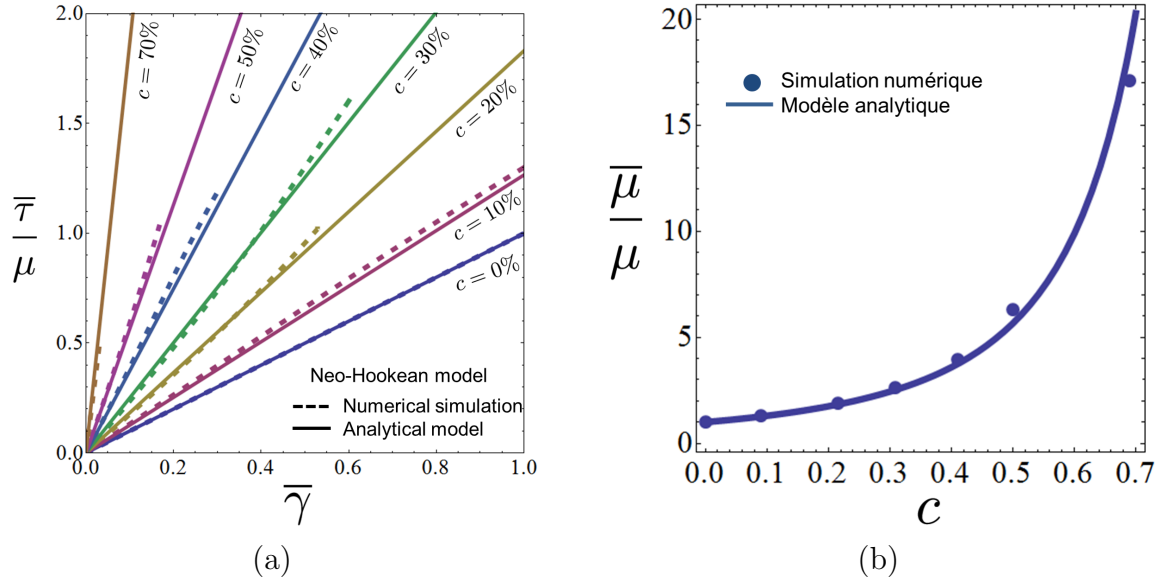 2.0
1.5
1.0
0.5
0.0
0.0 0.2 0.4 0.6 0.8 1.0
τ̅
μ
γ̅
c = 70%
c = 50%
c = 40%
c = 30%
c = 20%
c = 10%
c = 0%
Neo-Hookean model
Numerical simulation
Analytical model
(a)
20
15
10
5
0
0.0 0.1 0.2 0.3 0.4 0.5 0.6 0.7
μ̅
μ
c
Simulation numérique
Modèle analytique
(b)